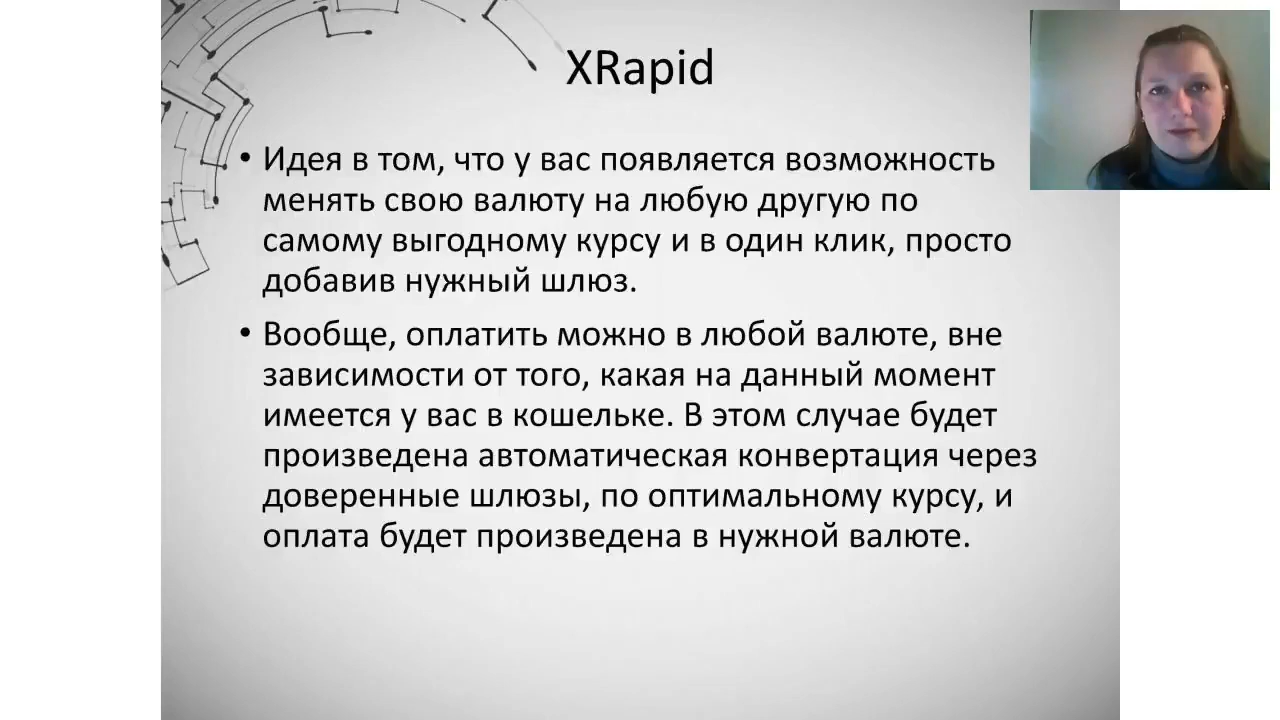 XRapid
• Идея в том, что у вас появляется возможность
менять свою валюту на любую другую по
самому выгодному курсу и в один клик, просто
добавив нужный шлюз.
• Вообще, оплатить можно в любой валюте, вне
зависимости от того, какая на данный момент
имеется у вас в кошельке. В этом случае будет
произведена автоматическая конвертация через
доверенные шлюзы, по оптимальному курсу, и
оплата будет произведена в нужной валюте.